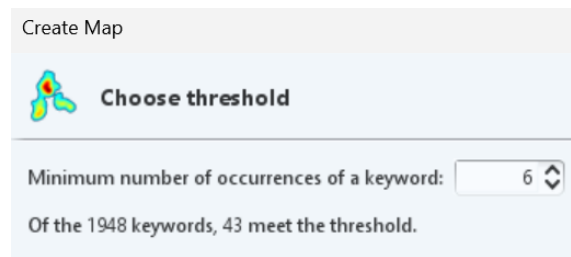 Create Map
Choose threshold
Minimum number of occurrences of a keyword: 6
Of the 1948 keywords, 43 meet the threshold.